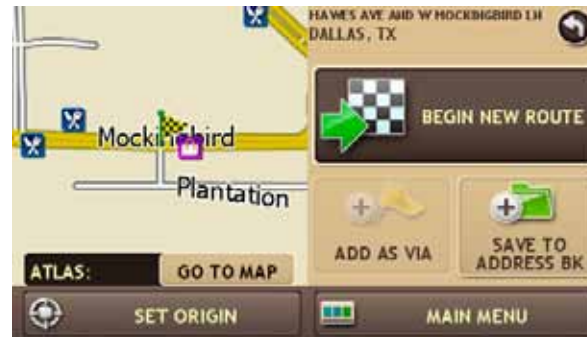 HAWES AVE AND W MOCKINGBIRD LN
DALLAS, TX
Mockingbird
Plantation
BEGIN NEW ROUTE
ADD AS VIA
SAVE TO
ADDRESS BK
ATLAS:
GO TO MAP
SET ORIGIN
MAIN MENU